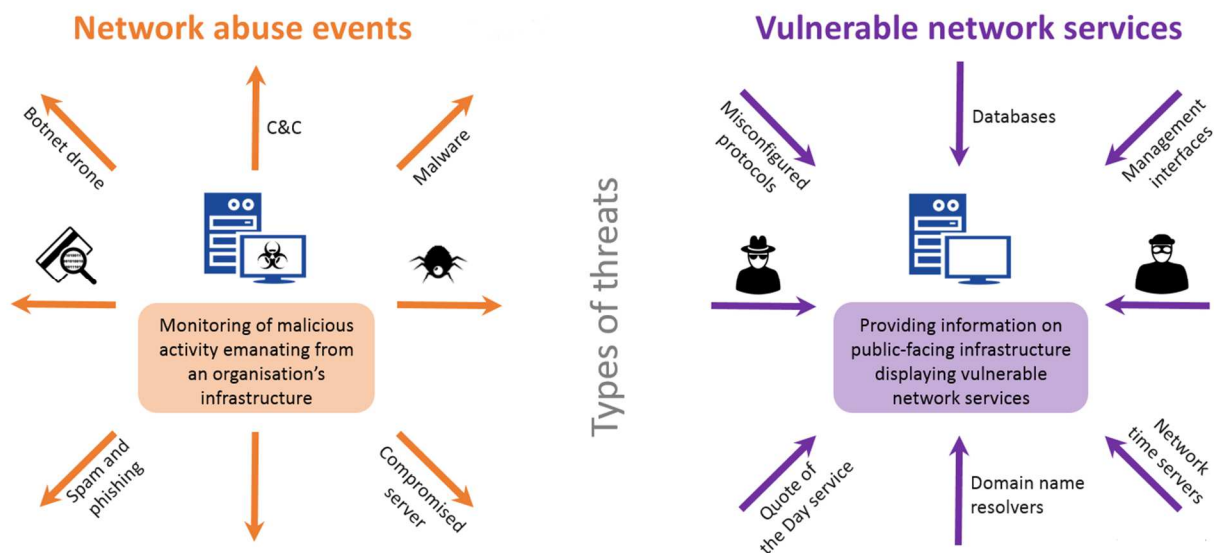 Network abuse events
Botnet drone
C&C
Malware
Monitoring of malicious
activity emanating from
an organisation's
infrastructure
Spam and
phishing
Compromised
server
Types of threats
Vulnerable network services
Misconfigured
protocols
Databases
Management
interfaces
Providing information on
public-facing infrastructure
displaying vulnerable
network services
Quote of
the Day service
Domain name
resolvers
Network
time servers